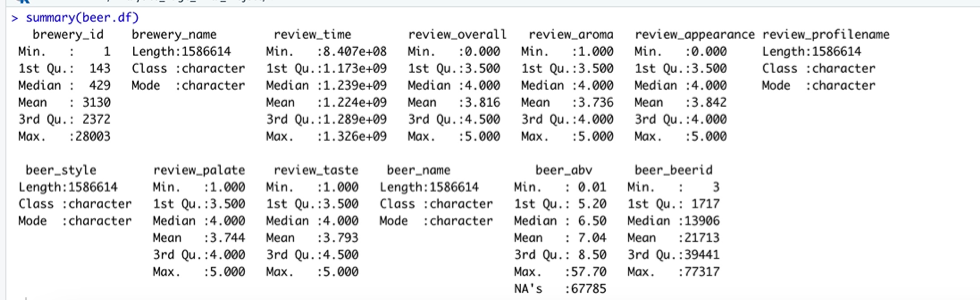 > summary(beer.df)
brewery_id brewery_name review_time review_overall review_aroma review_appearance review_profilename
Min. : 1 Length:1586614 Min. :8.407e+08 Min. :0.000 Min. :1.000 Min. :0.000 Length:1586614
1st Qu.: 143 Class :character 1st Qu.:1.173e+09 1st Qu.:3.500 1st Qu.:3.500 1st Qu.:3.500 Class :character
Median : 429 Mode :character Median :1.239e+09 Median :4.000 Median :4.000 Median :4.000 Mode :character
Mean : 3130 Mean :1.224e+09 Mean :3.816 Mean :3.736 Mean :3.842
3rd Qu.: 2372 3rd Qu.:1.289e+09 3rd Qu.:4.500 3rd Qu.:4.000 3rd Qu.:4.000
Max. :28003 Max. :1.326e+09 Max. :5.000 Max. :5.000 Max. :5.000
beer_style review_palate review_taste beer_name beer_abv beer_beerid
Length:1586614 Min. :1.000 Min. :1.000 Length:1586614 Min. : 0.01 Min. : 3
Class :character 1st Qu.:3.500 1st Qu.:3.500 Class :character 1st Qu.: 5.20 1st Qu.: 1717
Mode :character Median :4.000 Median :4.000 Mode :character Median : 6.50 Median :13906
Mean :3.744 Mean :3.793 Mean : 7.04 Mean :21713
3rd Qu.:4.000 3rd Qu.:4.500 3rd Qu.: 8.50 3rd Qu.:39441
Max. :5.000 Max. :5.000 Max. :57.70 Max. :77317
NA's :67785